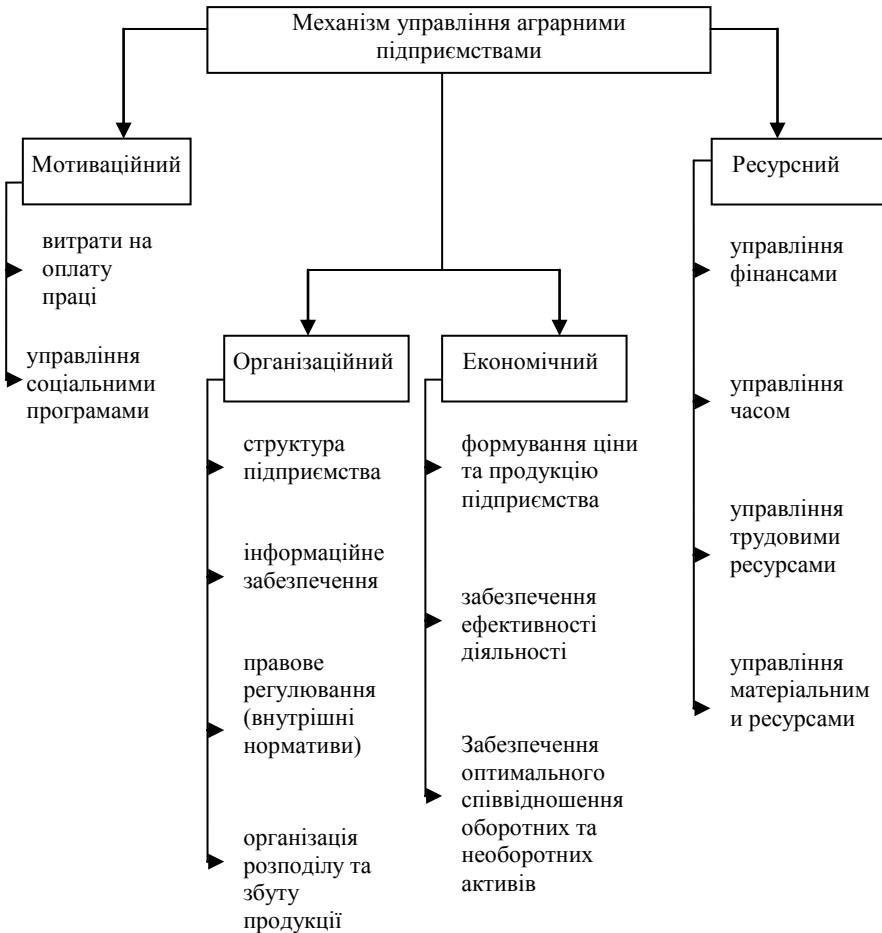 Механізм управління аграрними
підприємствами
Мотиваційний
витрати на
оплату
праці
управління
соціальними
програмами
Організаційний
структура
підприємства
інформаційне
забезпечення
правове
регулювання
(внутрішні
нормативи)
організація
розподілу та
збуту
продукції
Економічний
формування ціни
та продукцію
підприємства
забезпечення
ефективності
діяльності
Забезпечення
оптимального
співвідношення
оборотних та
необоротних
активів
Ресурсний
управління
фінансами
управління
часом
управління
трудовими
ресурсами
управління
матеріальним
и ресурсами